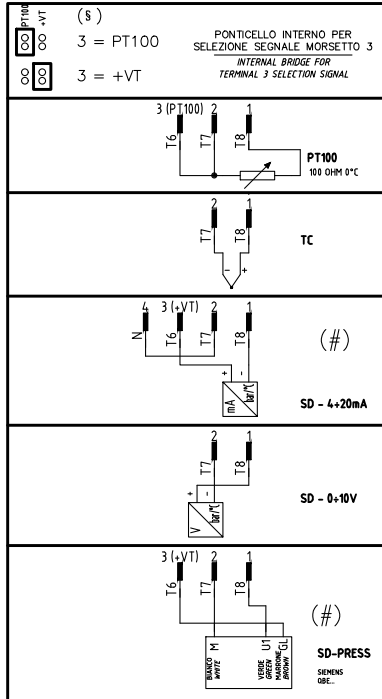 PT100
+VT
(§)
3 = PT100
3 = +VT
PONTICELLO INTERNO PER
SELEZIONE SEGNALE MORSETTO 3
INTERNAL BRIDGE FOR
TERMINAL 3 SELECTION SIGNAL
3 (PT100) 2 1
T6 T7 T8
PT100
100 OHM 0°C
2 1
T7 T8
- +
TC
4 3 (+VT) 2 1
N T6 T7 T8
(#)
+ -
mA bar/°C
SD - 4÷20mA
2 1
T7 T8
+ -
V bar/°C
SD - 0÷10V
3 (+VT) 2 1
T6 T7 T8
(#)
M U1 GL
BIANCO WHITE
VERDE GREEN
MARRONE BROWN
SD-PRESS
SIEMENS
QBE...